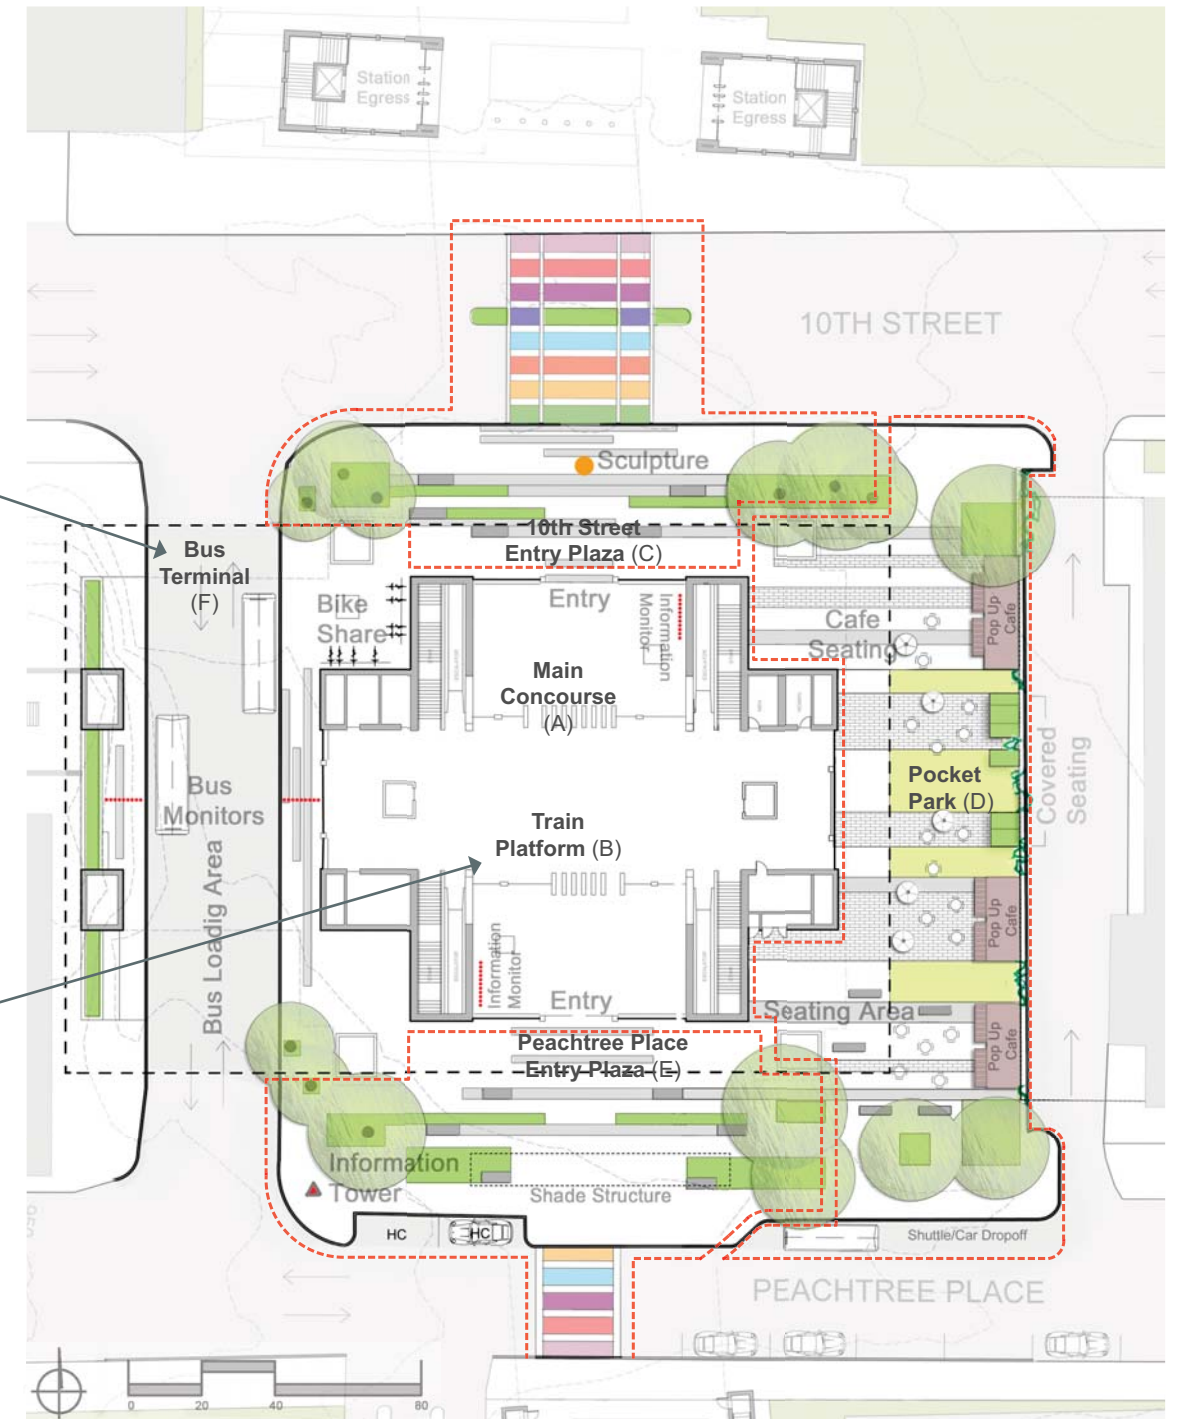 Station
Egress
Station
Egress
10TH STREET
Sculpture
10th Street
Entry Plaza (C)
Bus
Terminal
(F)
Entry
Bike
Share
Information
Monitor
Cafe
Seating
Pop Up
Cafe
Main
Concourse
(A)
Pocket
Park (D)
Covered
Seating
Bus
Monitors
Train
Platform (B)
Bus Loadig Area
Pop Up
Cafe
Information
Monitor
Entry
Seating Area
Pop Up
Cafe
Peachtree Place
Entry Plaza (E)
Information
Tower
Shade Structure
HC
HC
Shuttle/Car Dropoff
PEACHTREE PLACE
0 20 40 80